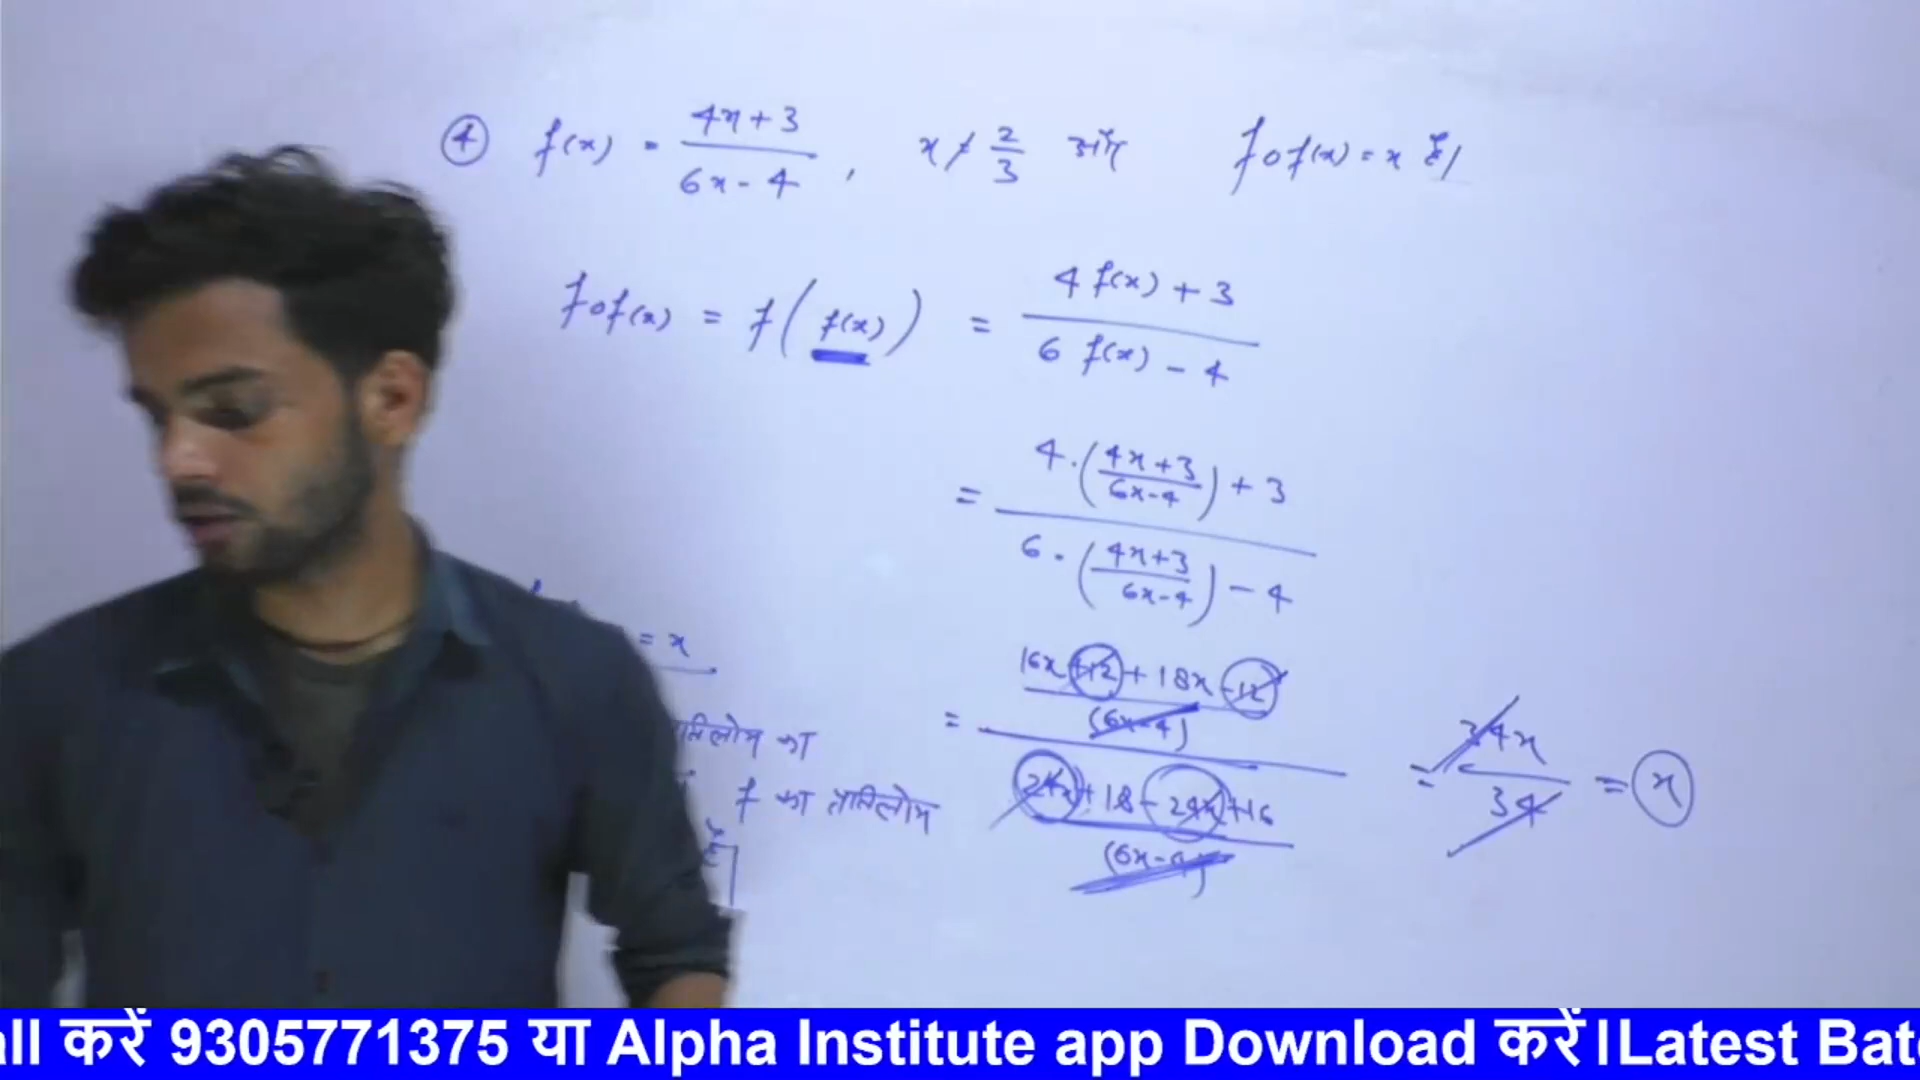 ④ f(x) = (4x+3)/(6x-4) , x ≠ 2/3 और fof(x) = x है।
fof(x) = f(f(x)) = (4 f(x) + 3)/(6 f(x) - 4)
= (4.((4x+3)/(6x-4)) + 3)/(6.((4x+3)/(6x-4)) - 4)
= x
= ((16x+12+18x-12)/(6x-4))/((24x+18-24x+16)/(6x-4)) = 34x/34 = x
का
f का
है|
all करें 9305771375 या Alpha Institute app Download करें।Latest Bat